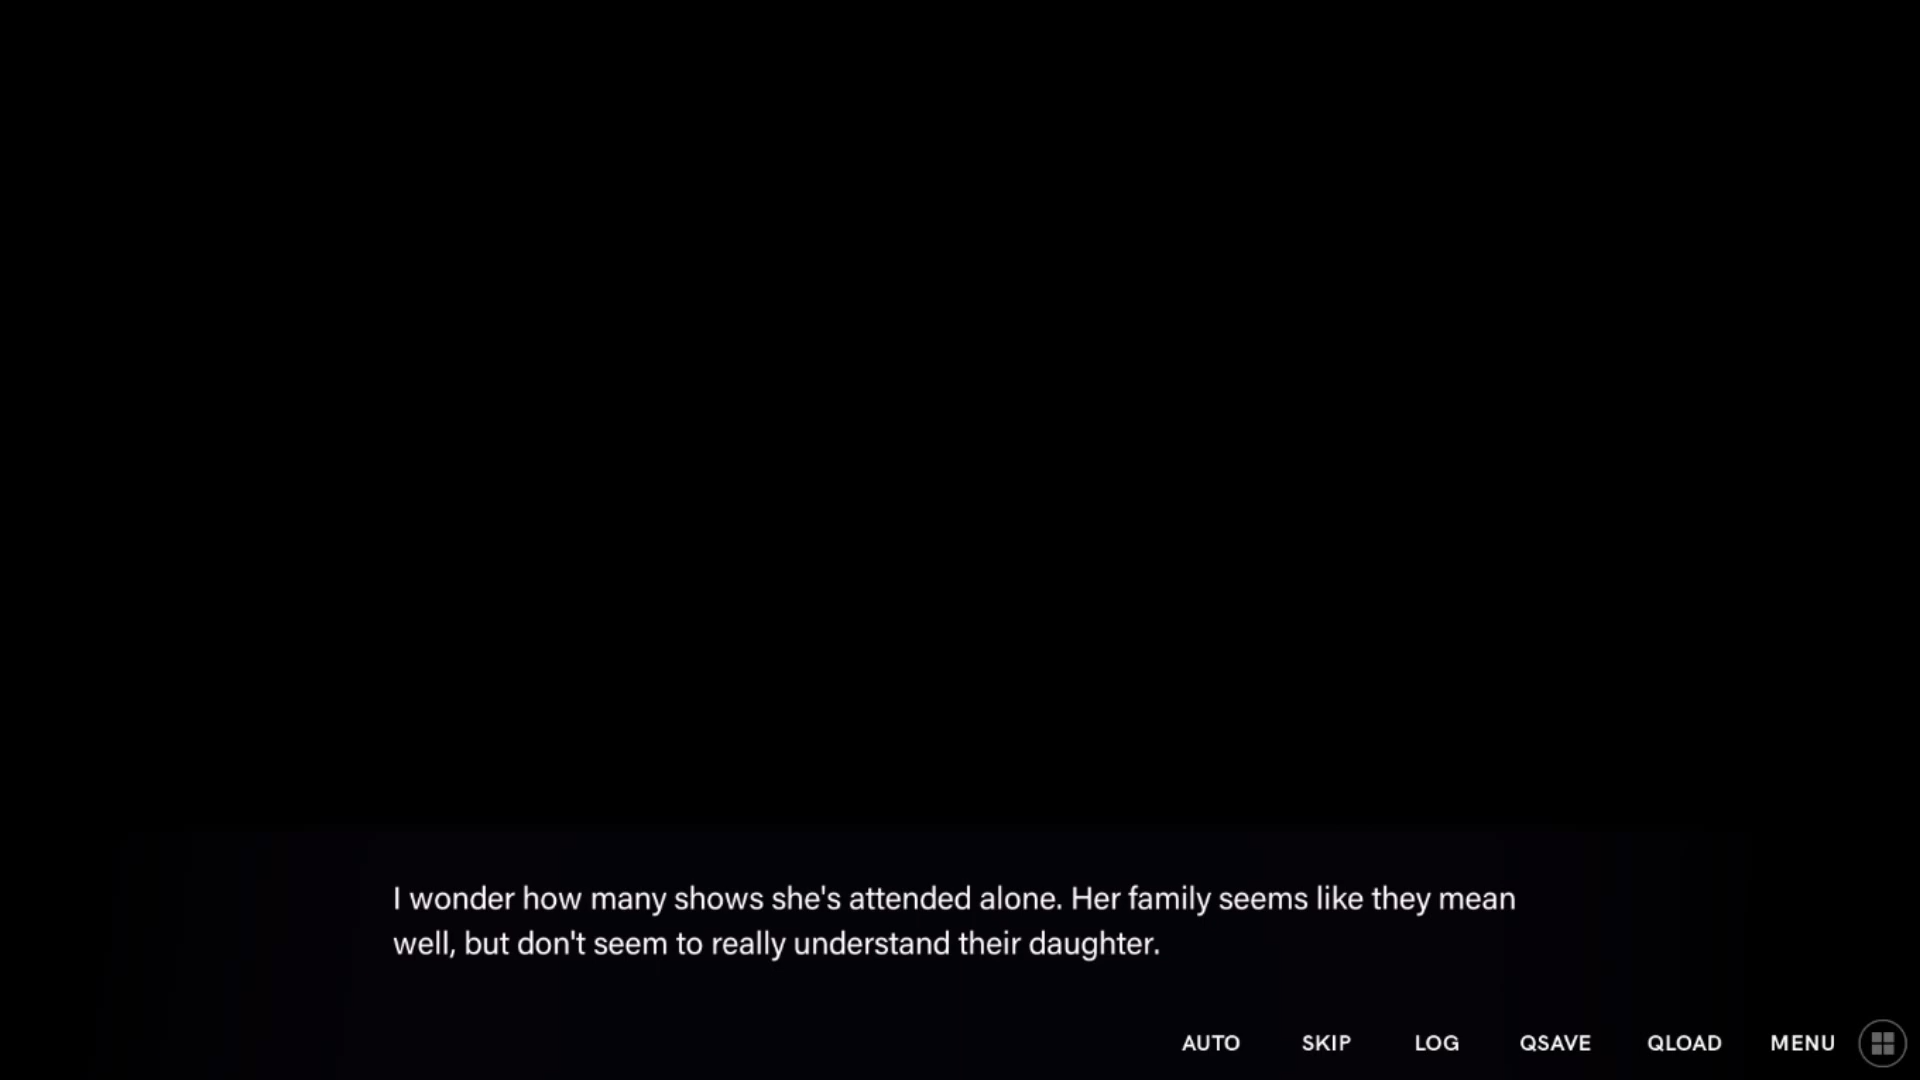 I wonder how many shows she's attended alone. Her family seems like they mean
well, but don't seem to really understand their daughter.
AUTO SKIP LOG QSAVE QLOAD MENU